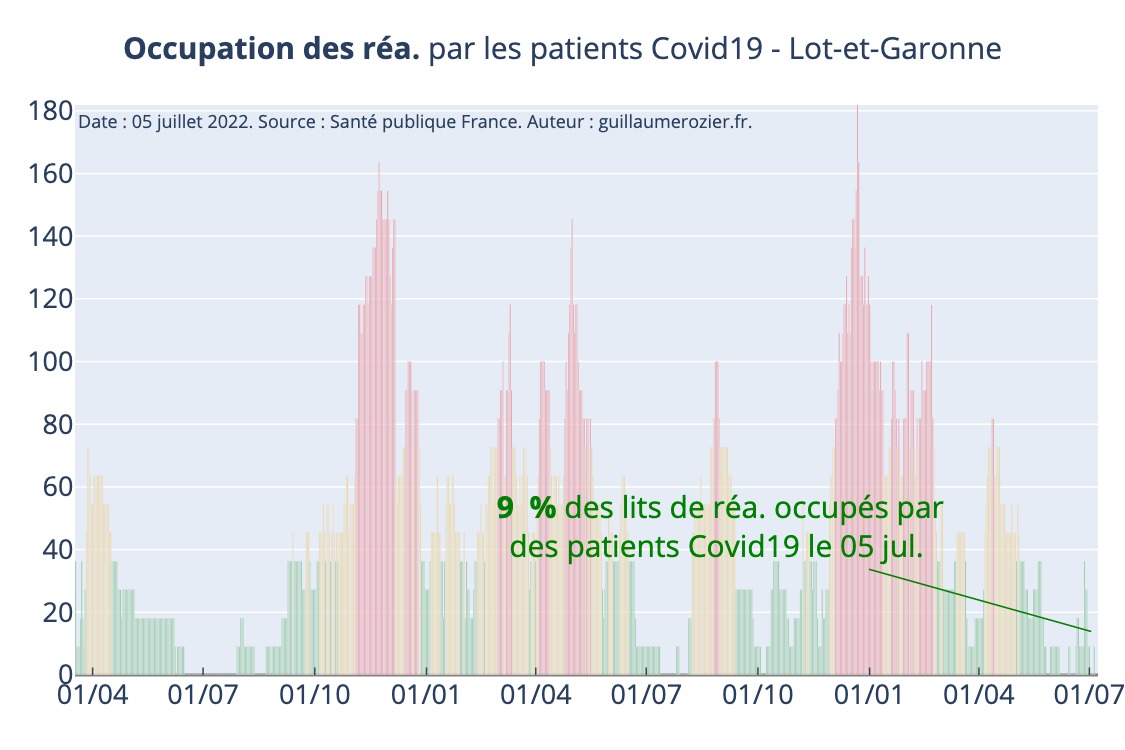 Occupation des réa. par les patients Covid19 - Lot-et-Garonne
Date : 05 juillet 2022. Source : Santé publique France. Auteur : guillaumerozier.fr.
180
160
140
120
100
80
60
40
20
0
9 % des lits de réa. occupés par
des patients Covid19 le 05 jul.
01/04 01/07 01/10 01/01 01/04 01/07 01/10 01/01 01/04 01/07